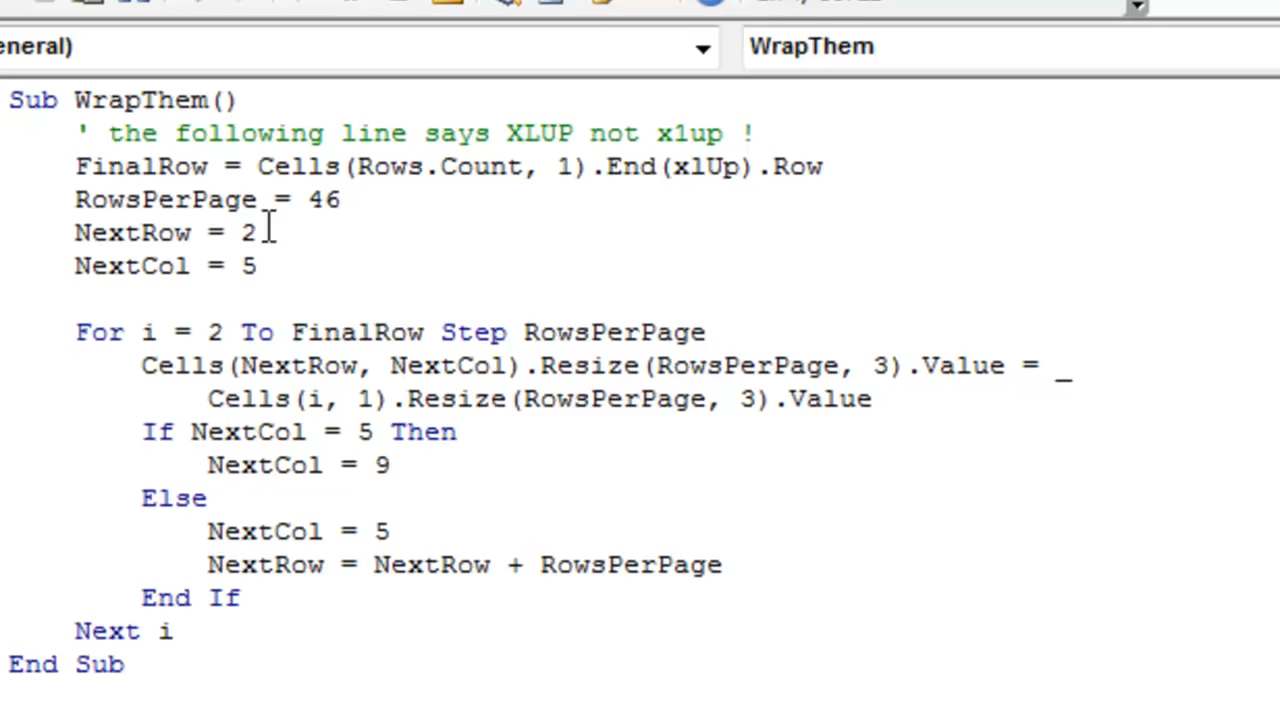 eneral)
WrapThem
Sub WrapThem()
    ' the following line says XLUP not x1up !
    FinalRow = Cells(Rows.Count, 1).End(xlUp).Row
    RowsPerPage = 46
    NextRow = 2
    NextCol = 5

    For i = 2 To FinalRow Step RowsPerPage
        Cells(NextRow, NextCol).Resize(RowsPerPage, 3).Value = _
            Cells(i, 1).Resize(RowsPerPage, 3).Value
        If NextCol = 5 Then
            NextCol = 9
        Else
            NextCol = 5
            NextRow = NextRow + RowsPerPage
        End If
    Next i
End Sub